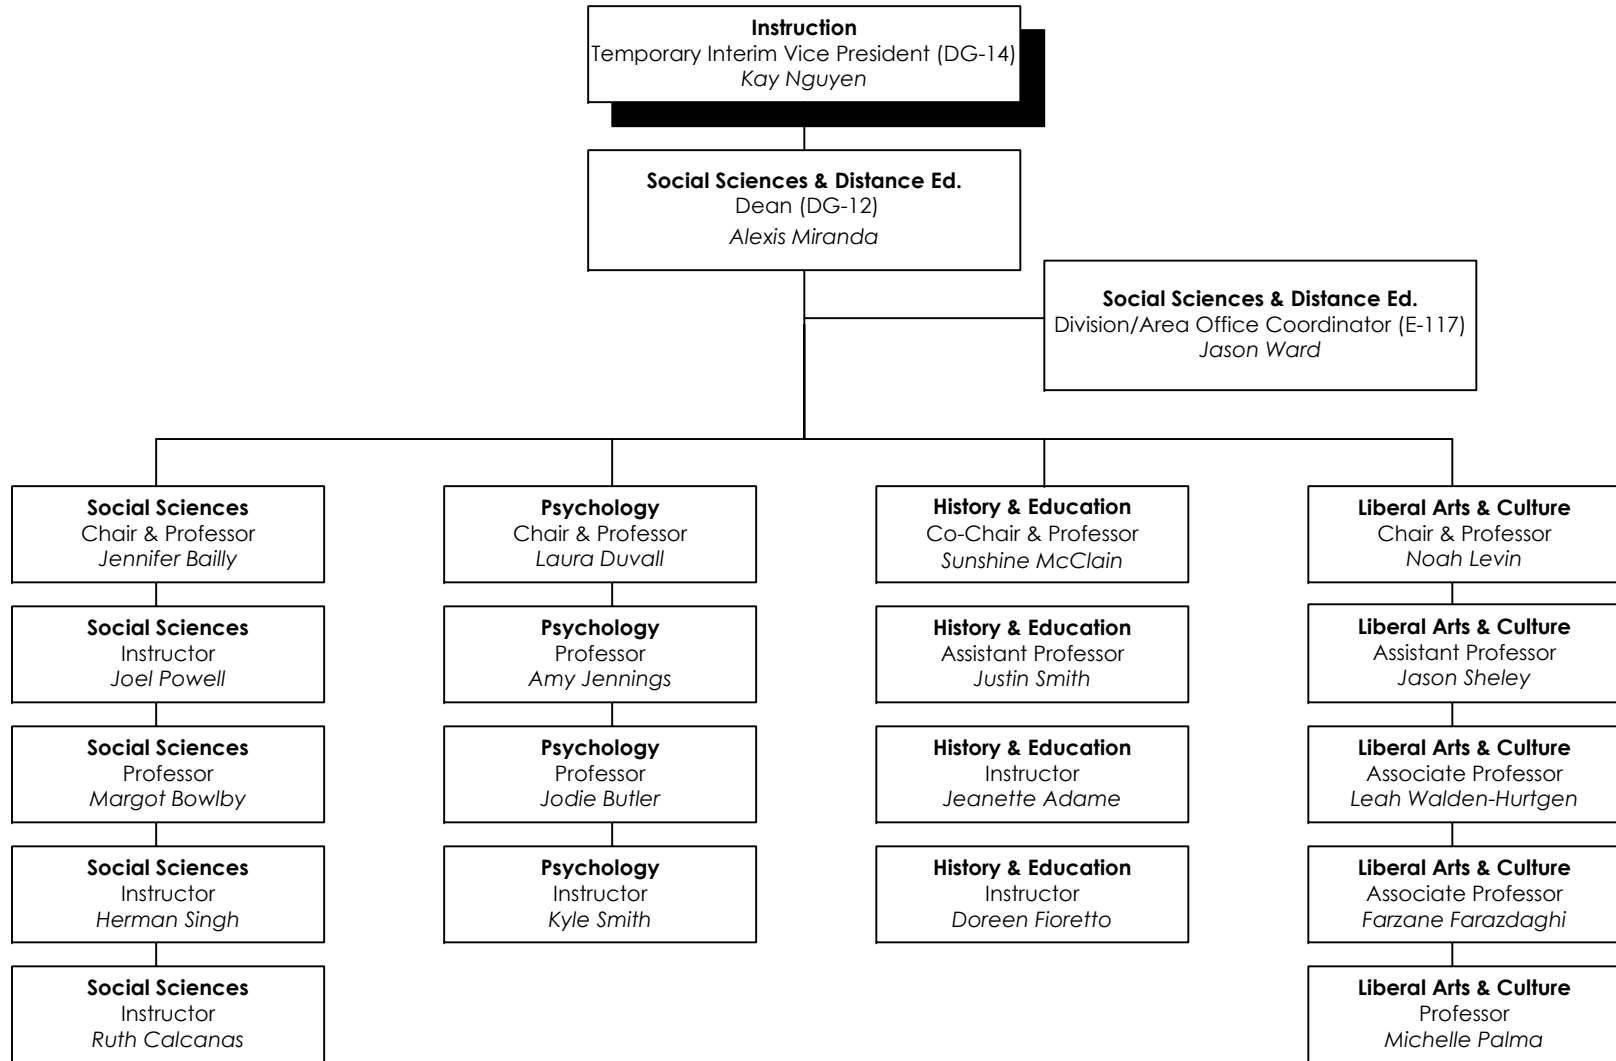 Instruction
Temporary Interim Vice President (DG-14)
Kay Nguyen
Social Sciences & Distance Ed.
Dean (DG-12)
Alexis Miranda
Social Sciences & Distance Ed.
Division/Area Office Coordinator (E-117)
Jason Ward
Social Sciences
Chair & Professor
Jennifer Bailly
Social Sciences
Instructor
Joel Powell
Social Sciences
Professor
Margot Bowlby
Social Sciences
Instructor
Herman Singh
Social Sciences
Instructor
Ruth Calcanas
Psychology
Chair & Professor
Laura Duvall
Psychology
Professor
Amy Jennings
Psychology
Professor
Jodie Butler
Psychology
Instructor
Kyle Smith
History & Education
Co-Chair & Professor
Sunshine McClain
History & Education
Assistant Professor
Justin Smith
History & Education
Instructor
Jeanette Adame
History & Education
Instructor
Doreen Fioretto
Liberal Arts & Culture
Chair & Professor
Noah Levin
Liberal Arts & Culture
Assistant Professor
Jason Sheley
Liberal Arts & Culture
Associate Professor
Leah Walden-Hurtgen
Liberal Arts & Culture
Associate Professor
Farzane Farazdaghi
Liberal Arts & Culture
Professor
Michelle Palma